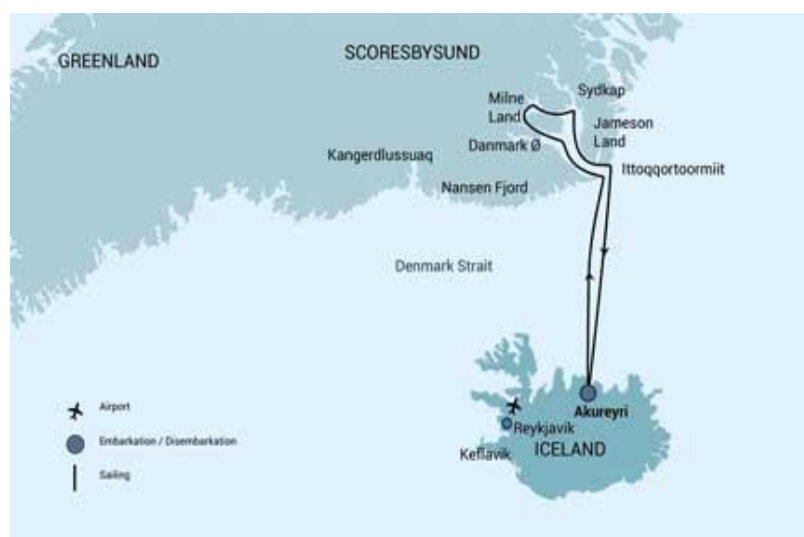 SCORESBYSUND
GREENLAND
Sydkap
Milne
Land
Jameson
Land
Danmark Ø
Kangerdlussuaq
Ittoqqortoormiit
Nansen Fjord
Denmark Strait
Airport
Akureyri
Reykjavik
Embarkation / Disembarkation
ICELAND
Keflavik
Sailing